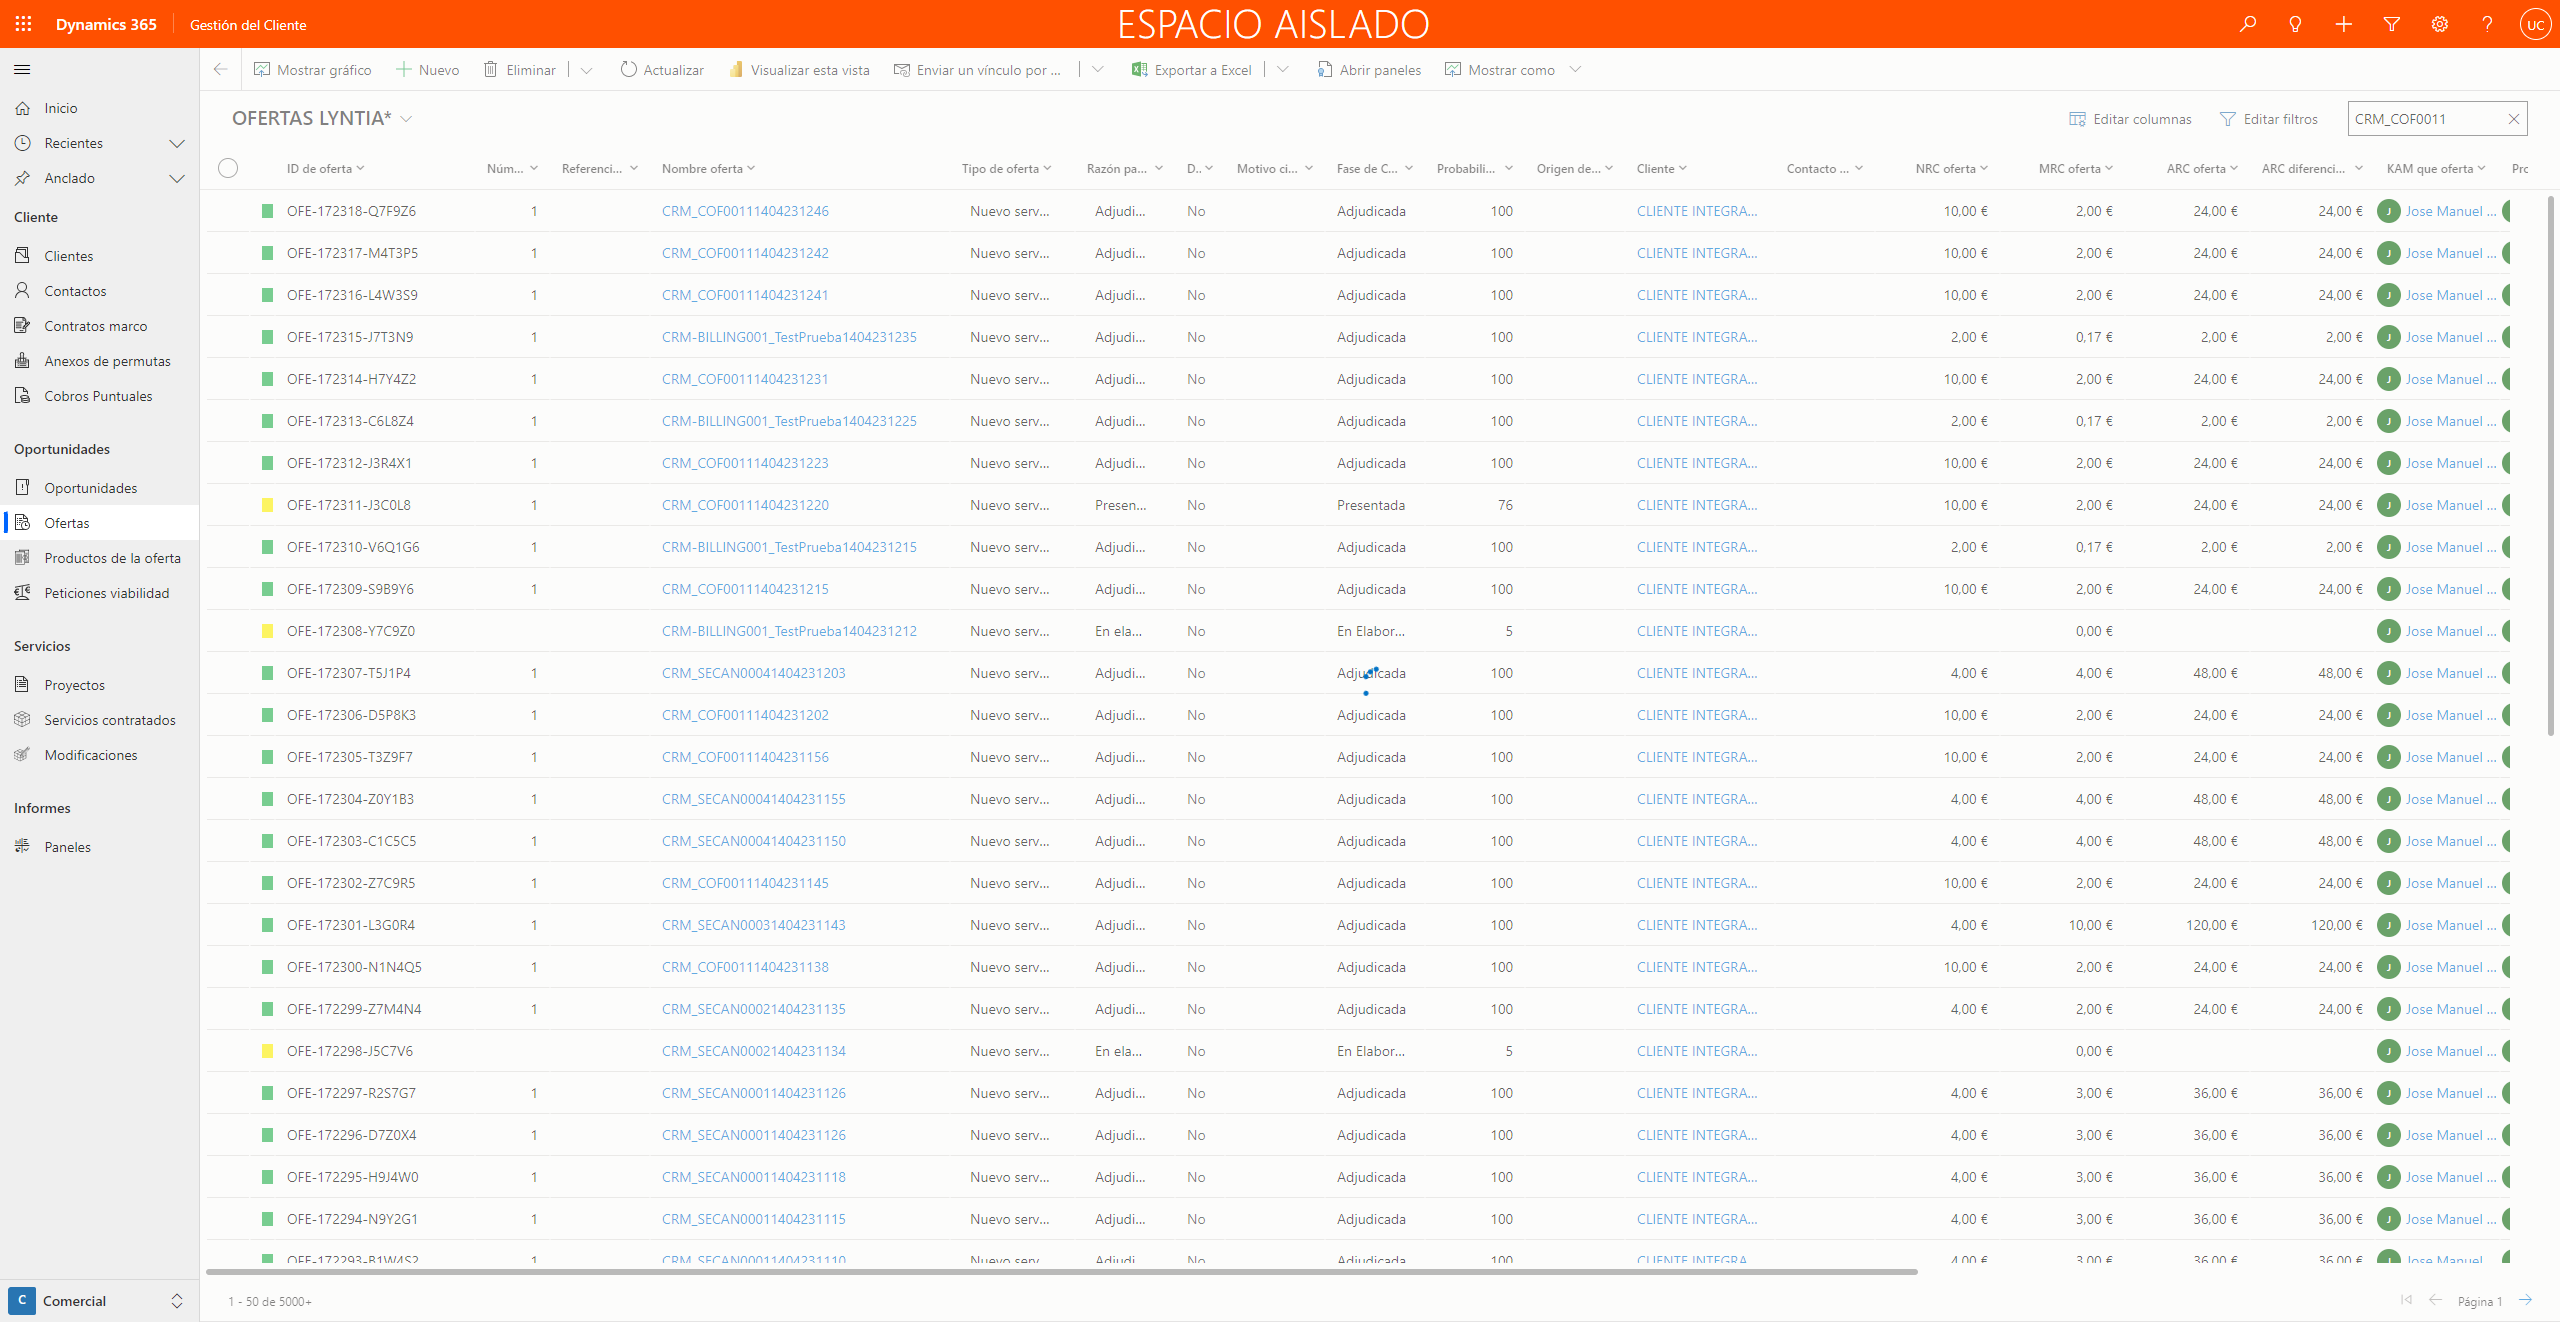 Dynamics 365 Gestión del Cliente ESPACIO AISLADO UC
Mostrar gráfico Nuevo Eliminar Actualizar Visualizar esta vista Enviar un vínculo por ... Exportar a Excel Abrir paneles Mostrar como
Inicio
Recientes
Anclado
Cliente
Clientes
Contactos
Contratos marco
Anexos de permutas
Cobros Puntuales
Oportunidades
Oportunidades
Ofertas
Productos de la oferta
Peticiones viabilidad
Servicios
Proyectos
Servicios contratados
Modificaciones
Informes
Paneles
C Comercial
OFERTAS LYNTIA* Editar columnas Editar filtros CRM_COF0011
ID de oferta Núm... Referenci... Nombre oferta Tipo de oferta Razón pa... D.. Motivo ci... Fase de C... Probabili... Origen de... Cliente Contacto ... NRC oferta MRC oferta ARC oferta ARC diferenci... KAM que oferta Prc
OFE-172318-Q7F9Z6 1 CRM_COF00111404231246 Nuevo serv... Adjudi... No Adjudicada 100 CLIENTE INTEGRA... 10,00 € 2,00 € 24,00 € 24,00 € J Jose Manuel ...
OFE-172317-M4T3P5 1 CRM_COF00111404231242 Nuevo serv... Adjudi... No Adjudicada 100 CLIENTE INTEGRA... 10,00 € 2,00 € 24,00 € 24,00 € J Jose Manuel ...
OFE-172316-L4W3S9 1 CRM_COF00111404231241 Nuevo serv... Adjudi... No Adjudicada 100 CLIENTE INTEGRA... 10,00 € 2,00 € 24,00 € 24,00 € J Jose Manuel ...
OFE-172315-J7T3N9 1 CRM-BILLING001_TestPrueba1404231235 Nuevo serv... Adjudi... No Adjudicada 100 CLIENTE INTEGRA... 2,00 € 0,17 € 2,00 € 2,00 € J Jose Manuel ...
OFE-172314-H7Y4Z2 1 CRM_COF00111404231231 Nuevo serv... Adjudi... No Adjudicada 100 CLIENTE INTEGRA... 10,00 € 2,00 € 24,00 € 24,00 € J Jose Manuel ...
OFE-172313-C6L8Z4 1 CRM-BILLING001_TestPrueba1404231225 Nuevo serv... Adjudi... No Adjudicada 100 CLIENTE INTEGRA... 2,00 € 0,17 € 2,00 € 2,00 € J Jose Manuel ...
OFE-172312-J3R4X1 1 CRM_COF00111404231223 Nuevo serv... Adjudi... No Adjudicada 100 CLIENTE INTEGRA... 10,00 € 2,00 € 24,00 € 24,00 € J Jose Manuel ...
OFE-172311-J3C0L8 1 CRM_COF00111404231220 Nuevo serv... Presen... No Presentada 76 CLIENTE INTEGRA... 10,00 € 2,00 € 24,00 € 24,00 € J Jose Manuel ...
OFE-172310-V6Q1G6 1 CRM-BILLING001_TestPrueba1404231215 Nuevo serv... Adjudi... No Adjudicada 100 CLIENTE INTEGRA... 2,00 € 0,17 € 2,00 € 2,00 € J Jose Manuel ...
OFE-172309-S9B9Y6 1 CRM_COF00111404231215 Nuevo serv... Adjudi... No Adjudicada 100 CLIENTE INTEGRA... 10,00 € 2,00 € 24,00 € 24,00 € J Jose Manuel ...
OFE-172308-Y7C9Z0 CRM-BILLING001_TestPrueba1404231212 Nuevo serv... En ela... No En Elabor... 5 CLIENTE INTEGRA... 0,00 € J Jose Manuel ...
OFE-172307-T5J1P4 1 CRM_SECAN00041404231203 Nuevo serv... Adjudi... No Adjudicada 100 CLIENTE INTEGRA... 4,00 € 4,00 € 48,00 € 48,00 € J Jose Manuel ...
OFE-172306-D5P8K3 1 CRM_COF00111404231202 Nuevo serv... Adjudi... No Adjudicada 100 CLIENTE INTEGRA... 10,00 € 2,00 € 24,00 € 24,00 € J Jose Manuel ...
OFE-172305-T3Z9F7 1 CRM_COF00111404231156 Nuevo serv... Adjudi... No Adjudicada 100 CLIENTE INTEGRA... 10,00 € 2,00 € 24,00 € 24,00 € J Jose Manuel ...
OFE-172304-Z0Y1B3 1 CRM_SECAN00041404231155 Nuevo serv... Adjudi... No Adjudicada 100 CLIENTE INTEGRA... 4,00 € 4,00 € 48,00 € 48,00 € J Jose Manuel ...
OFE-172303-C1C5C5 1 CRM_SECAN00041404231150 Nuevo serv... Adjudi... No Adjudicada 100 CLIENTE INTEGRA... 4,00 € 4,00 € 48,00 € 48,00 € J Jose Manuel ...
OFE-172302-Z7C9R5 1 CRM_COF00111404231145 Nuevo serv... Adjudi... No Adjudicada 100 CLIENTE INTEGRA... 10,00 € 2,00 € 24,00 € 24,00 € J Jose Manuel ...
OFE-172301-L3G0R4 1 CRM_SECAN00031404231143 Nuevo serv... Adjudi... No Adjudicada 100 CLIENTE INTEGRA... 4,00 € 10,00 € 120,00 € 120,00 € J Jose Manuel ...
OFE-172300-N1N4Q5 1 CRM_COF00111404231138 Nuevo serv... Adjudi... No Adjudicada 100 CLIENTE INTEGRA... 10,00 € 2,00 € 24,00 € 24,00 € J Jose Manuel ...
OFE-172299-Z7M4N4 1 CRM_SECAN00021404231135 Nuevo serv... Adjudi... No Adjudicada 100 CLIENTE INTEGRA... 4,00 € 2,00 € 24,00 € 24,00 € J Jose Manuel ...
OFE-172298-J5C7V6 CRM_SECAN00021404231134 Nuevo serv... En ela... No En Elabor... 5 CLIENTE INTEGRA... 0,00 € J Jose Manuel ...
OFE-172297-R2S7G7 1 CRM_SECAN00011404231126 Nuevo serv... Adjudi... No Adjudicada 100 CLIENTE INTEGRA... 4,00 € 3,00 € 36,00 € 36,00 € J Jose Manuel ...
OFE-172296-D7Z0X4 1 CRM_SECAN00011404231126 Nuevo serv... Adjudi... No Adjudicada 100 CLIENTE INTEGRA... 4,00 € 3,00 € 36,00 € 36,00 € J Jose Manuel ...
OFE-172295-H9J4W0 1 CRM_SECAN00011404231118 Nuevo serv... Adjudi... No Adjudicada 100 CLIENTE INTEGRA... 4,00 € 3,00 € 36,00 € 36,00 € J Jose Manuel ...
OFE-172294-N9Y2G1 1 CRM_SECAN00011404231115 Nuevo serv... Adjudi... No Adjudicada 100 CLIENTE INTEGRA... 4,00 € 3,00 € 36,00 € 36,00 € J Jose Manuel ...
OFE-172293-B1W4S2 1 CRM_SECAN00011404231110 Nuevo serv... Adjudi... No Adjudicada 100 CLIENTE INTEGRA... 4,00 € 3,00 € 36,00 € 36,00 € J Jose Manuel ...
1 - 50 de 5000+ Página 1